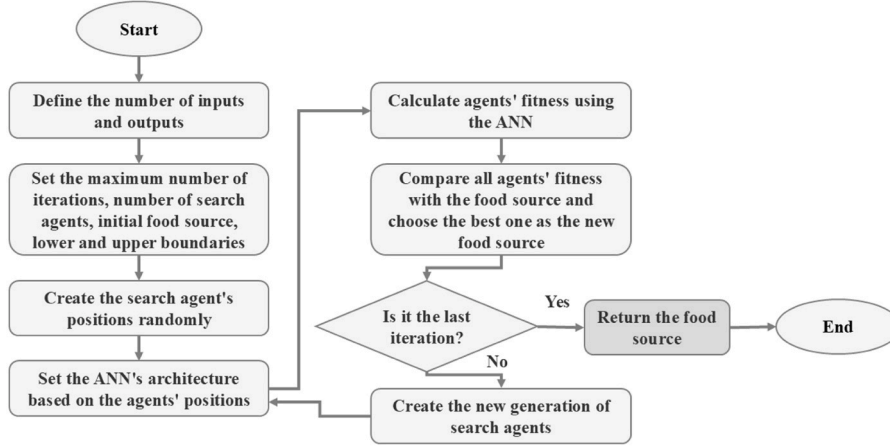 Start
Define the number of inputs
and outputs
Set the maximum number of
iterations, number of search
agents, initial food source,
lower and upper boundaries
Create the search agent's
positions randomly
Set the ANN's architecture
based on the agents' positions
Calculate agents' fitness using
the ANN
Compare all agents' fitness
with the food source and
choose the best one as the new
food source
Is it the last
iteration?
Yes
Return the food
source
End
No
Create the new generation of
search agents